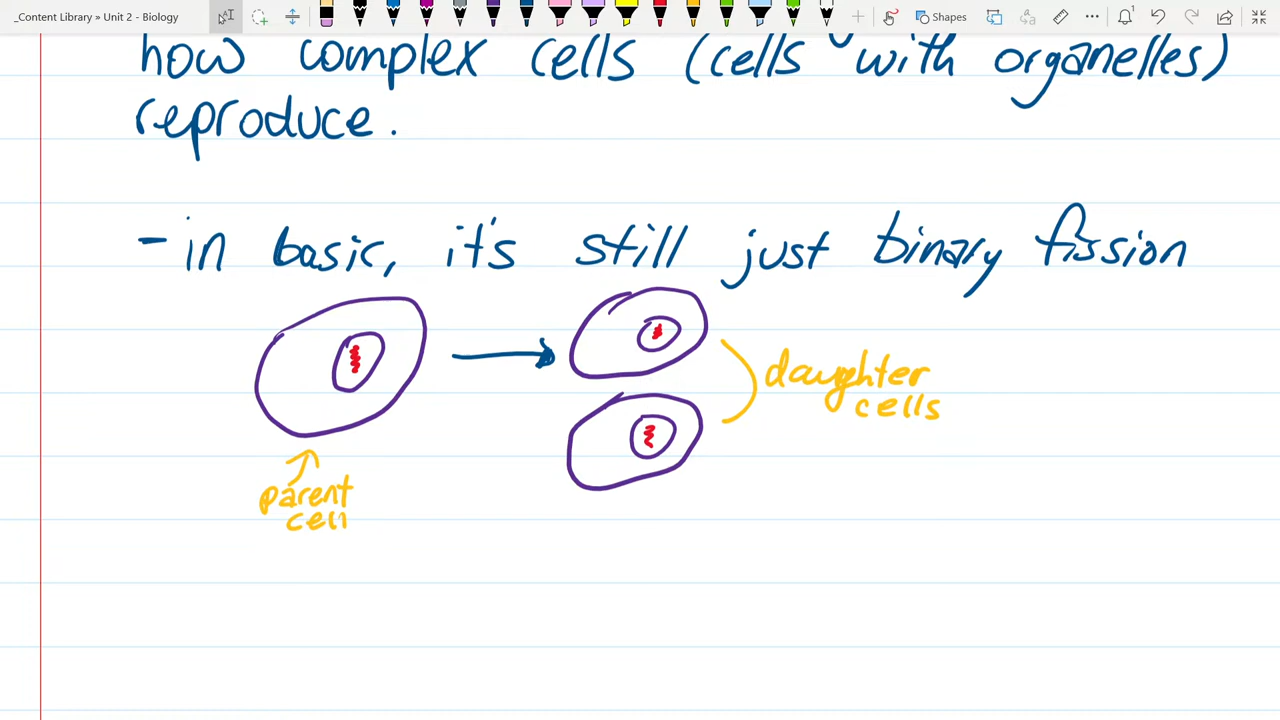 _Content Library » Unit 2 - Biology
Shapes
how complex cells (cells with organelles)
reproduce.
- in basic, it's still just binary fission
daughter
cells
parent
cell